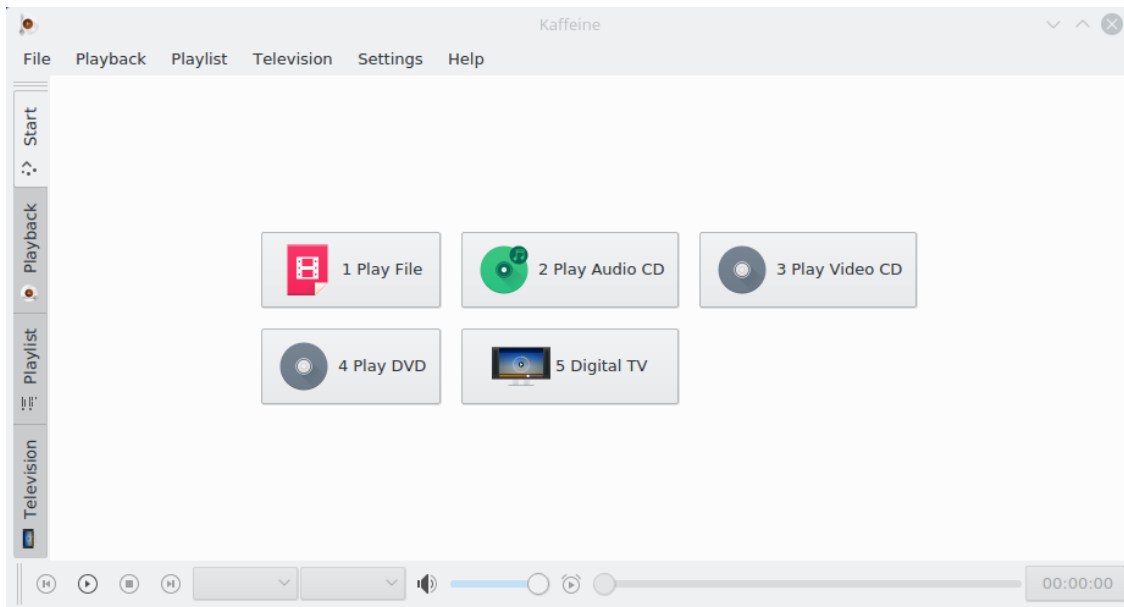 Kaffeine
File Playback Playlist Television Settings Help
Start
Playback
Playlist
Television
1 Play File
2 Play Audio CD
3 Play Video CD
4 Play DVD
5 Digital TV
00:00:00